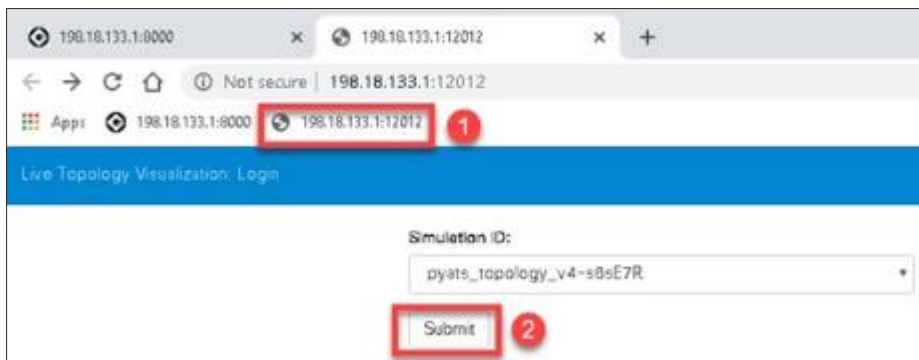 198.18.133.1:8000 × 198.18.133.1:12012 × +
Not secure | 198.18.133.1:12012
Apps 198.18.133.1:8000 198.18.133.1:12012 1
Live Topology Visualization: Login
Simulation ID:
pyats_topology_v4-s8sE7R
Submit 2